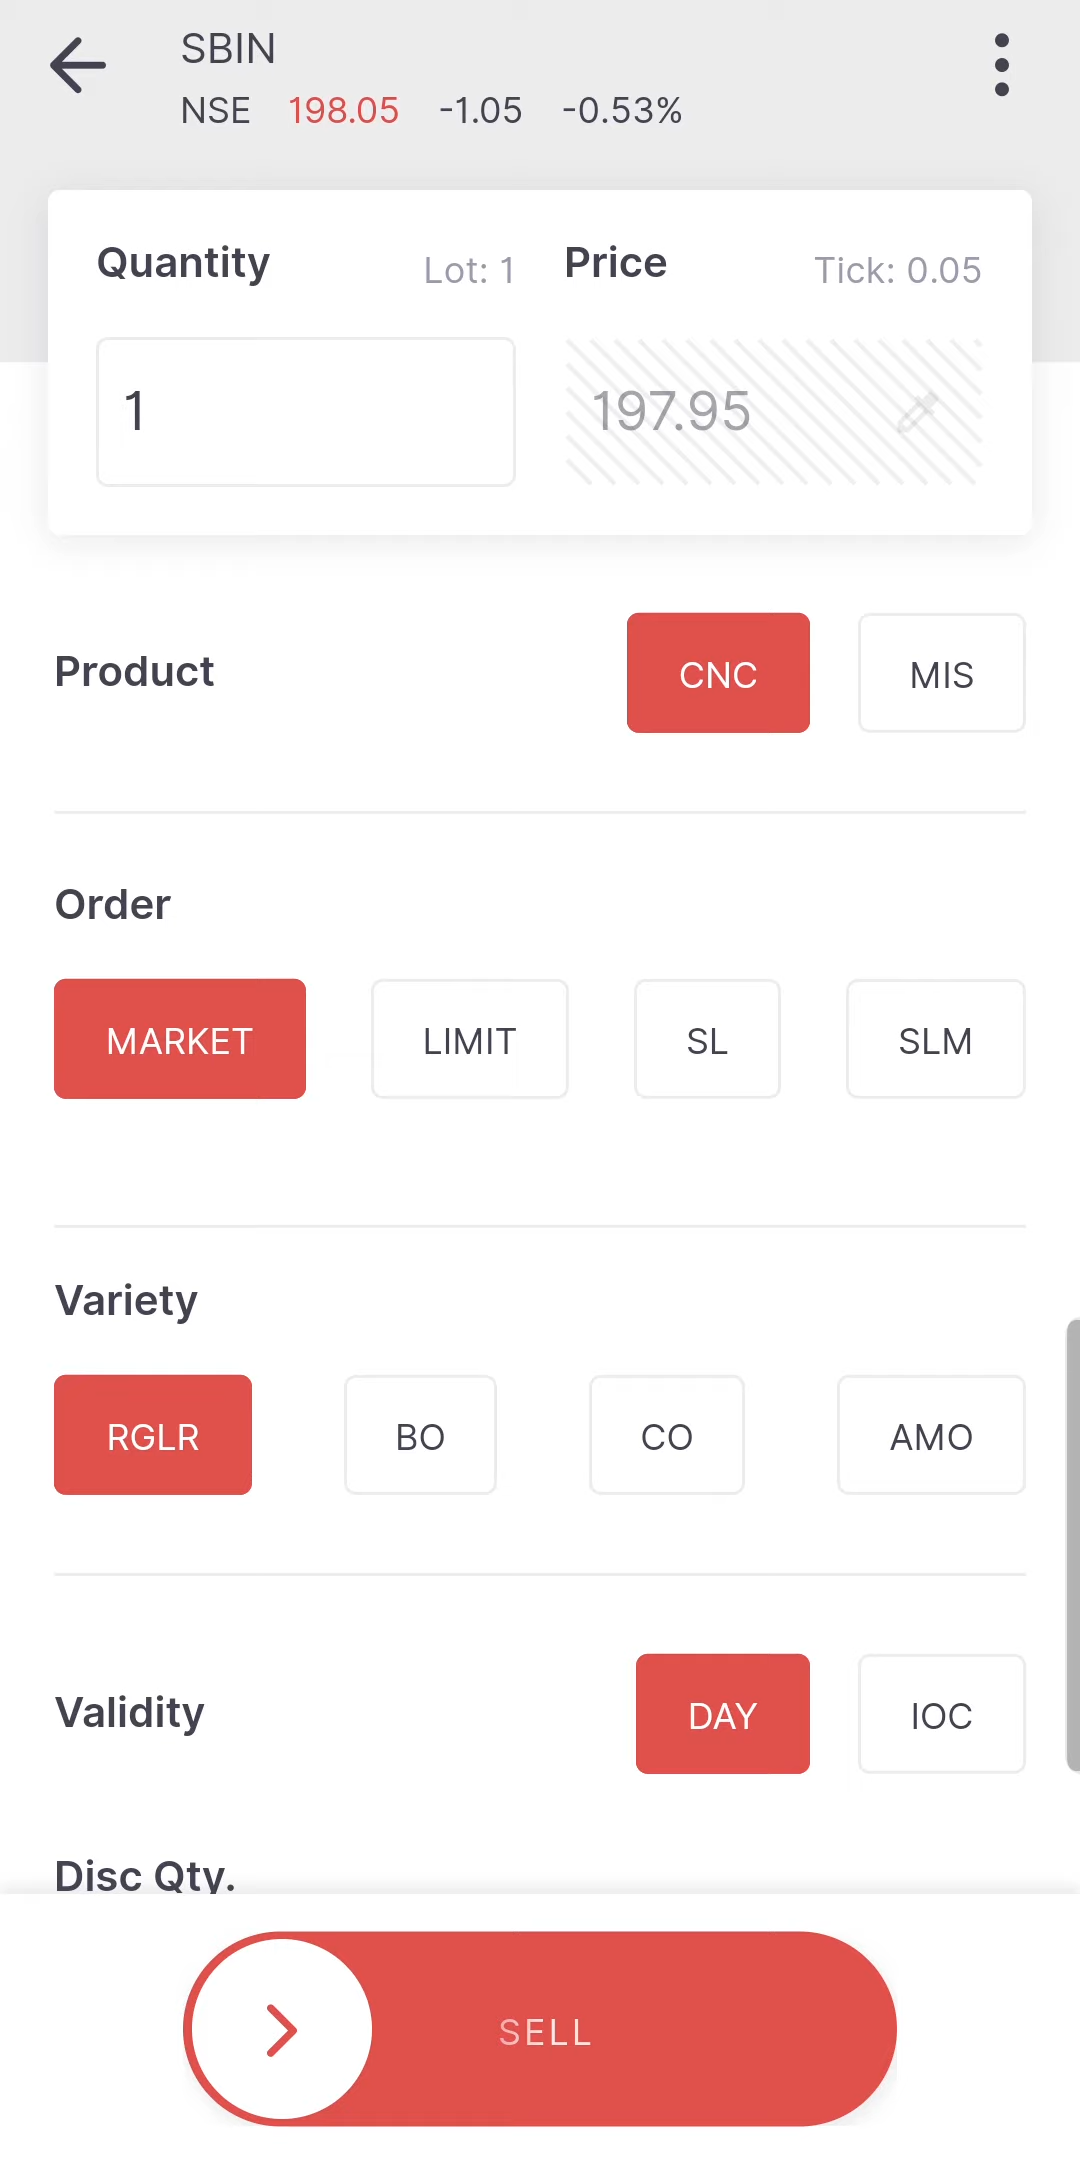 SBIN
NSE 198.05 -1.05 -0.53%
Quantity Lot: 1 Price Tick: 0.05
1 197.95
Product CNC MIS
Order
MARKET LIMIT SL SLM
Variety
RGLR BO CO AMO
Validity DAY IOC
Disc Qty.
SELL